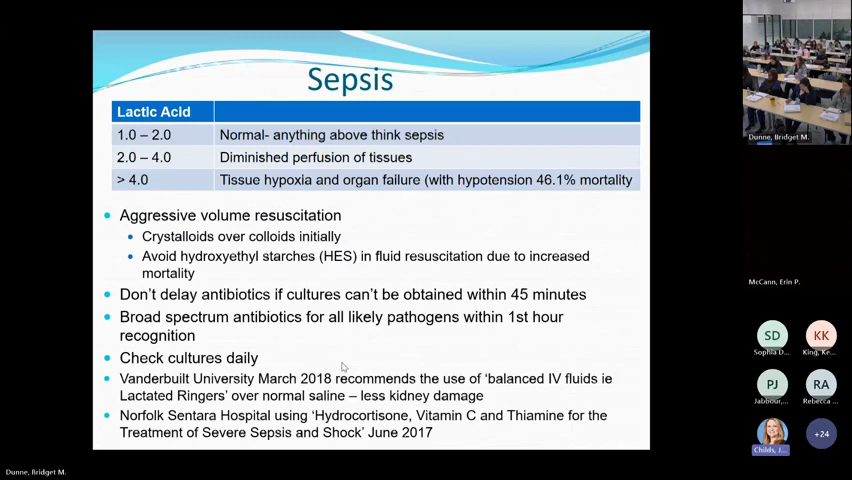 Sepsis
Lactic Acid
1.0 – 2.0 Normal- anything above think sepsis
2.0 – 4.0 Diminished perfusion of tissues
> 4.0 Tissue hypoxia and organ failure (with hypotension 46.1% mortality
Aggressive volume resuscitation
Crystalloids over colloids initially
Avoid hydroxyethyl starches (HES) in fluid resuscitation due to increased
mortality
Don't delay antibiotics if cultures can't be obtained within 45 minutes
Broad spectrum antibiotics for all likely pathogens within 1st hour
recognition
Check cultures daily
Vanderbuilt University March 2018 recommends the use of 'balanced IV fluids ie
Lactated Ringers' over normal saline – less kidney damage
Norfolk Sentara Hospital using 'Hydrocortisone, Vitamin C and Thiamine for the
Treatment of Severe Sepsis and Shock' June 2017
Dunne, Bridget M.
McCann, Erin P.
SD KK
Sophia D... King, Ke...
PJ RA
Jabbour,... Rebecca ...
+24
Childs, J...
Dunne, Bridget M.